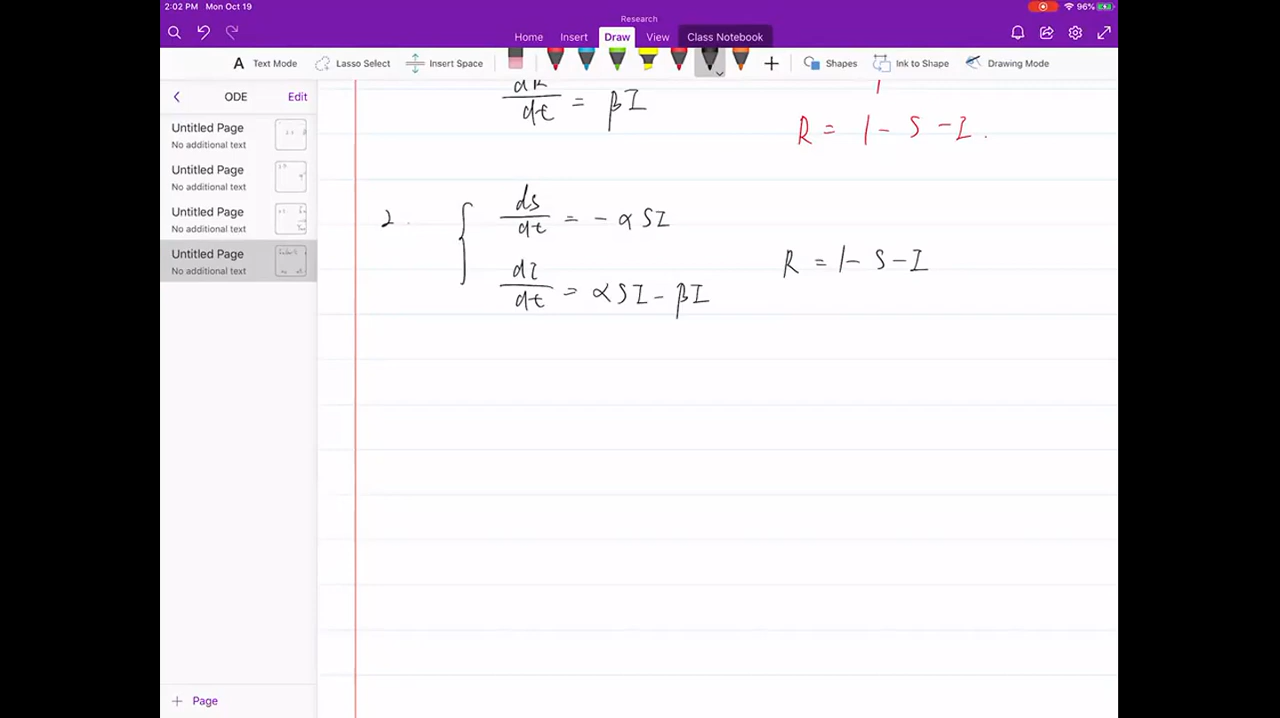 2:02 PM Mon Oct 19
96%
Research
Home Insert Draw View Class Notebook
A Text Mode Lasso Select Insert Space + Shapes Ink to Shape Drawing Mode
ODE Edit
Untitled Page
No additional text
Untitled Page
No additional text
Untitled Page
No additional text
Untitled Page
No additional text
+ Page
dR/dt = βI
R = 1 - S - I.
2.
ds/dt = - αSI
dI/dt = αSI - βI
R = 1 - S - I